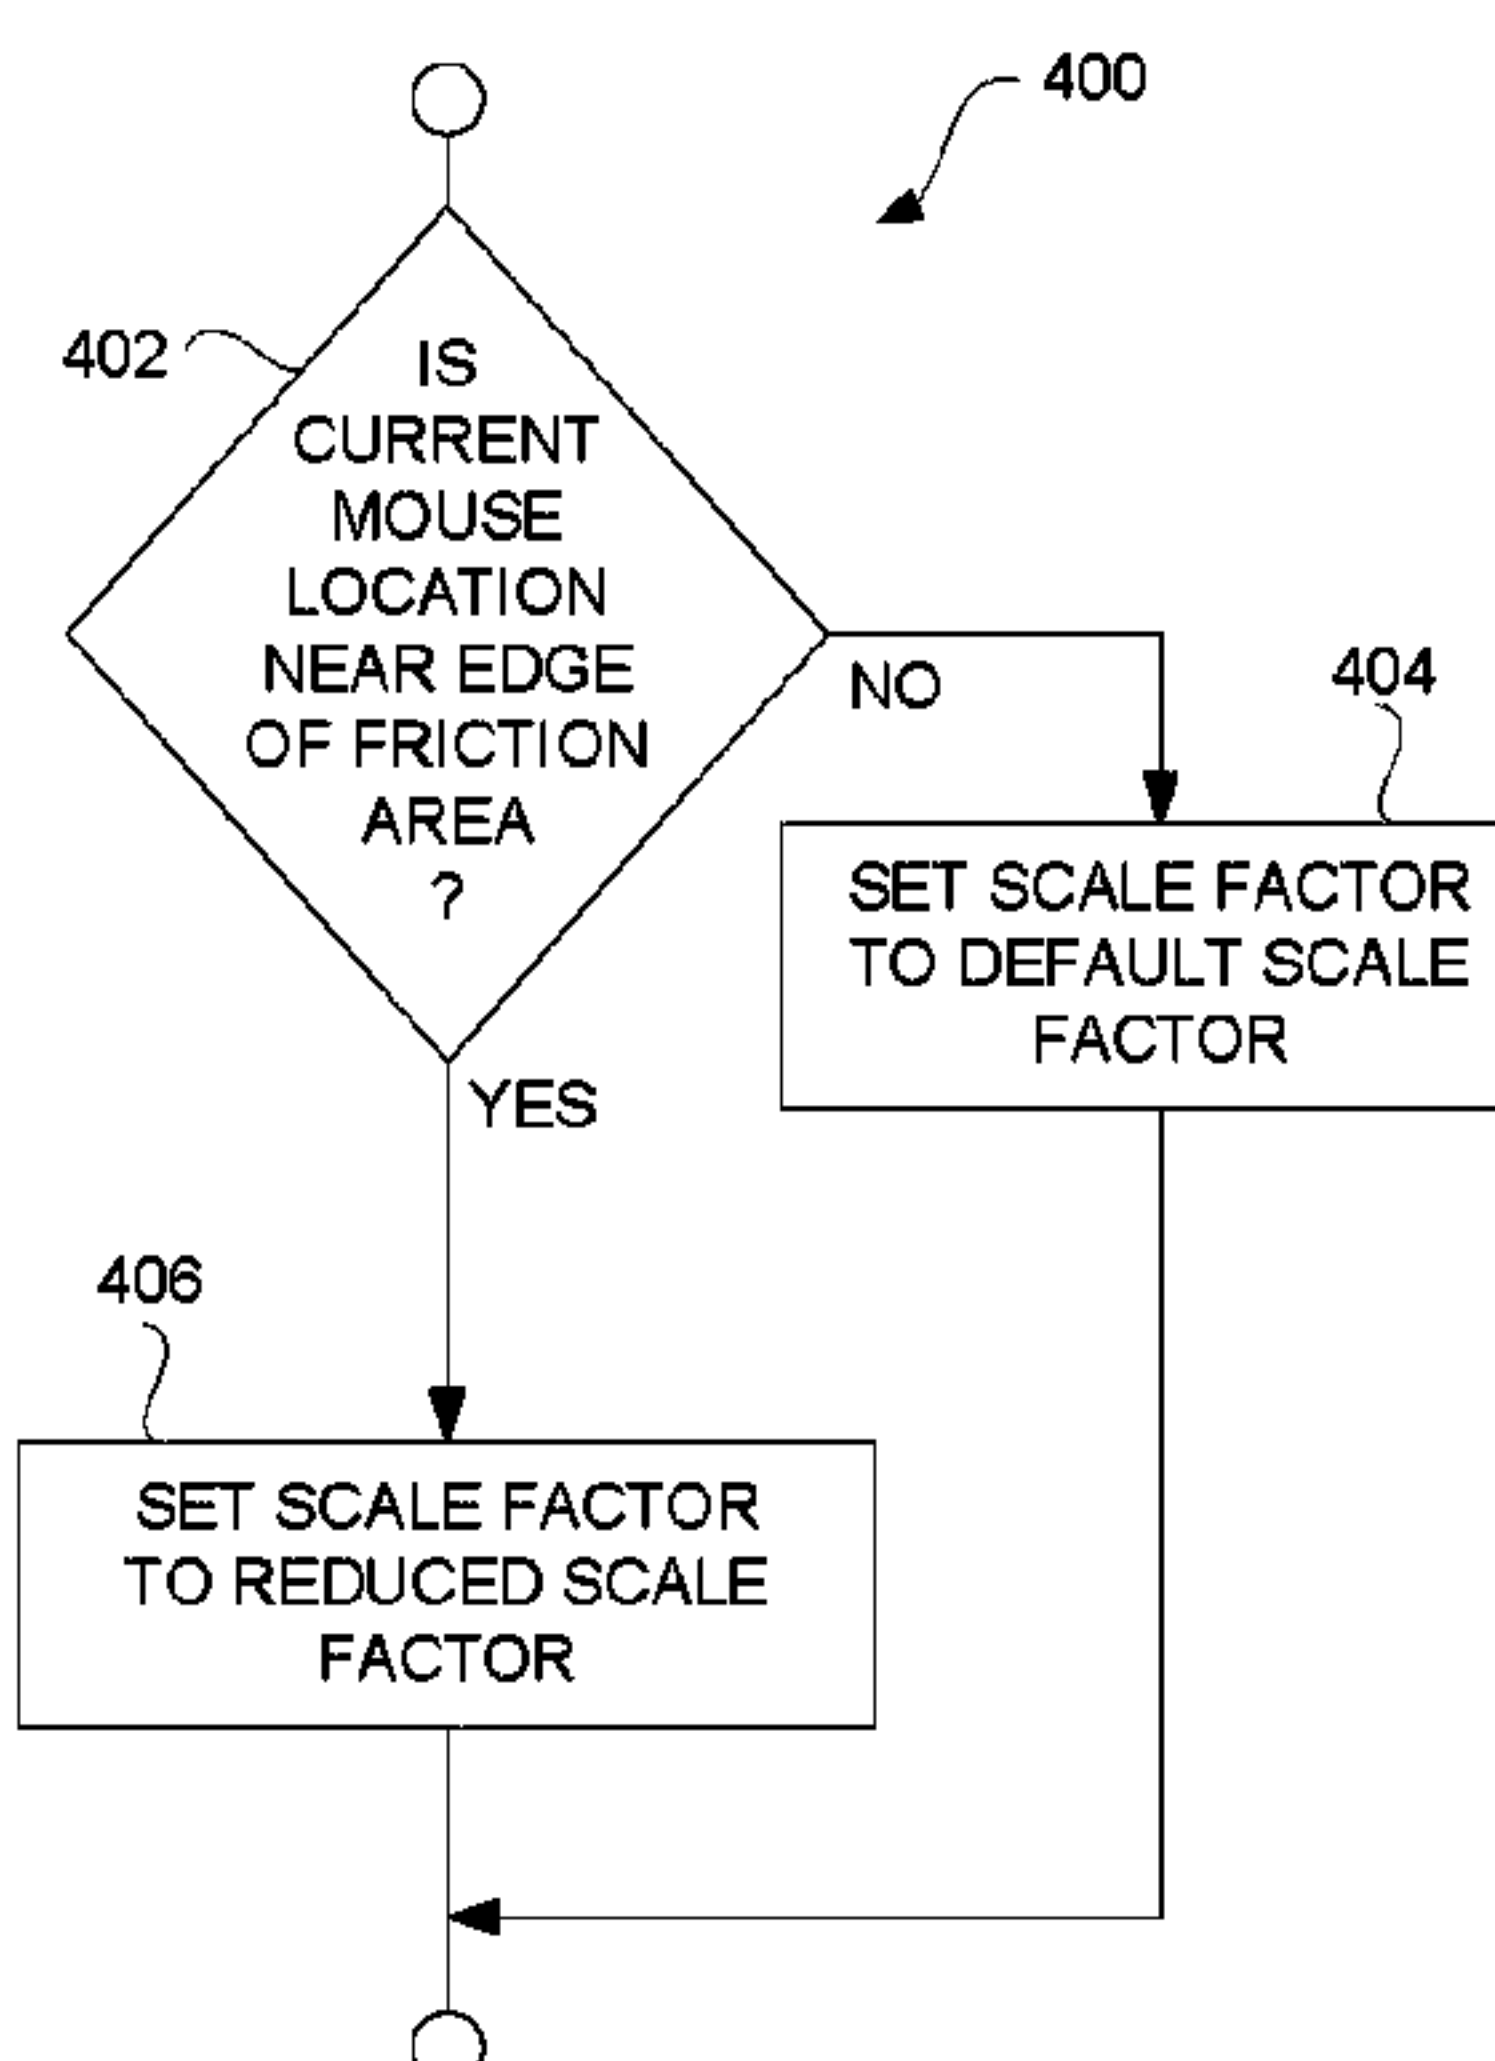 400
402
IS
CURRENT
MOUSE
LOCATION
NEAR EDGE
OF FRICTION
AREA
?
NO
404
SET SCALE FACTOR
TO DEFAULT SCALE
FACTOR
YES
406
SET SCALE FACTOR
TO REDUCED SCALE
FACTOR